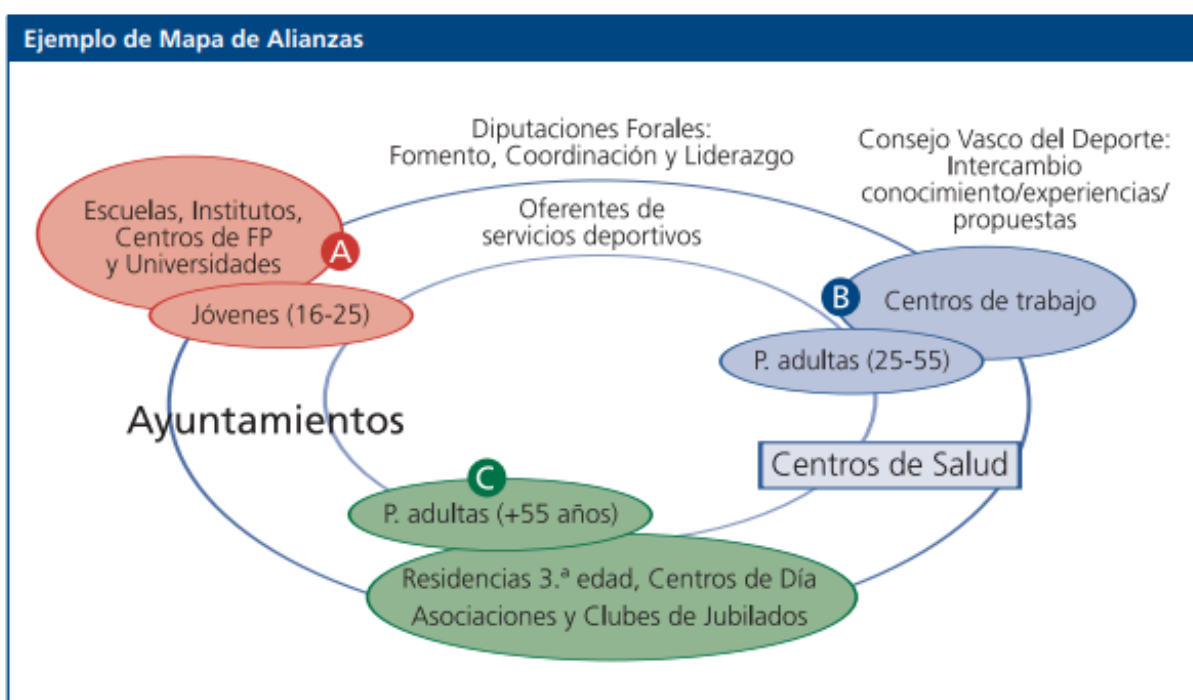 Ejemplo de Mapa de Alianzas
Diputaciones Forales:
Fomento, Coordinación y Liderazgo
Consejo Vasco del Deporte:
Intercambio
conocimiento/experiencias/
propuestas
Escuelas, Institutos,
Centros de FP
y Universidades
A
Jóvenes (16-25)
Oferentes de
servicios deportivos
B
Centros de trabajo
P. adultas (25-55)
Ayuntamientos
Centros de Salud
C
P. adultas (+55 años)
Residencias 3.ª edad, Centros de Día
Asociaciones y Clubes de Jubilados